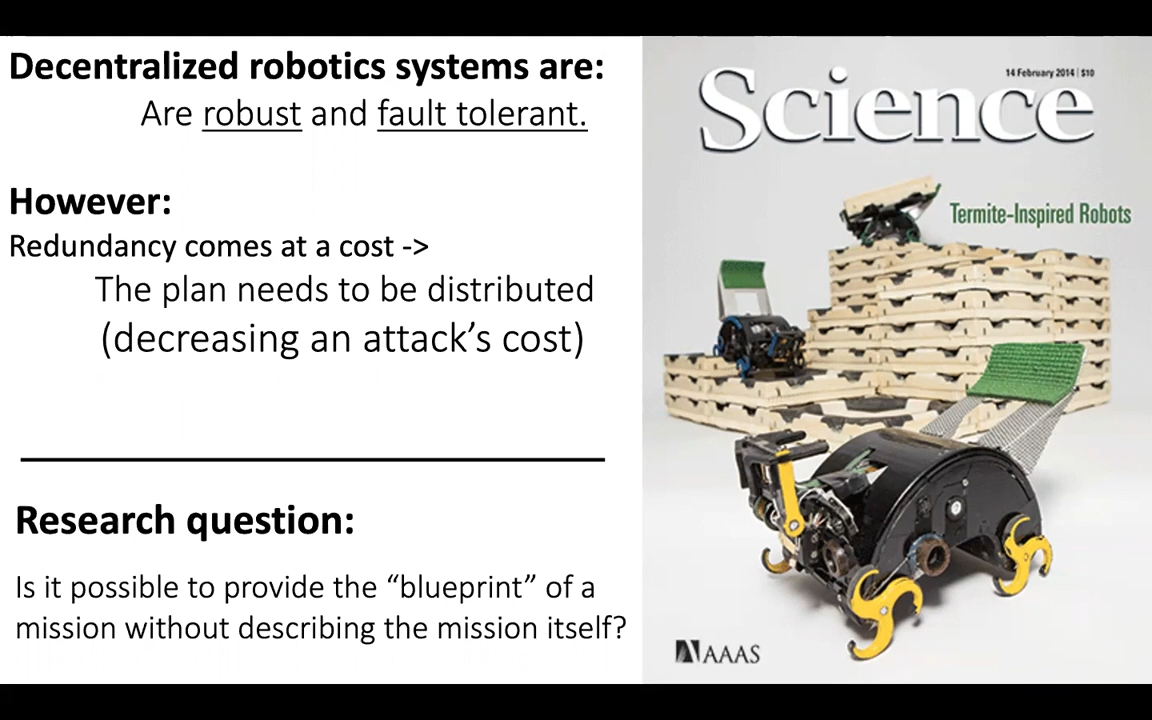 Decentralized robotics systems are:
Are robust and fault tolerant.
However:
Redundancy comes at a cost ->
The plan needs to be distributed
(decreasing an attack’s cost)
Research question:
Is it possible to provide the “blueprint” of a
mission without describing the mission itself?
14 February 2014 | $10
Science
Termite-Inspired Robots
AAAS